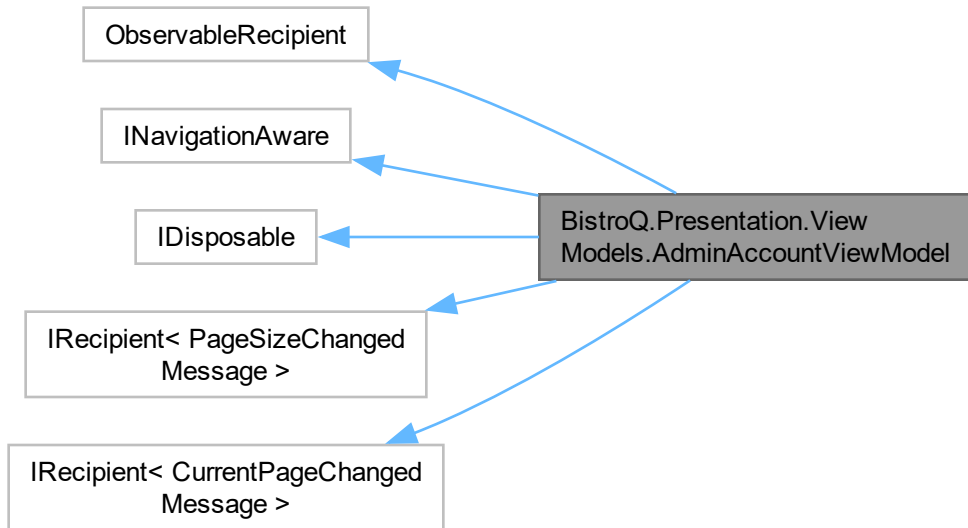 ObservableRecipient
INavigationAware
IDisposable
BistroQ.Presentation.View
Models.AdminAccountViewModel
IRecipient< PageSizeChanged
Message >
IRecipient< CurrentPageChanged
Message >